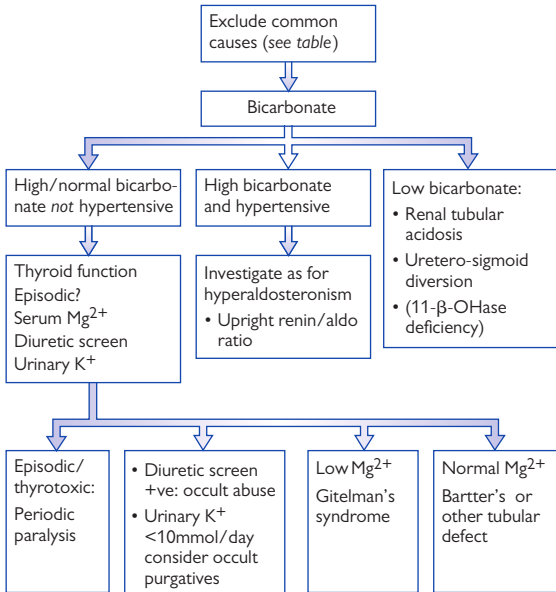 Exclude common
causes (see table)
Bicarbonate
High/normal bicarbo-
nate not hypertensive
High bicarbonate
and hypertensive
Low bicarbonate:
• Renal tubular
acidosis
• Uretero-sigmoid
diversion
• (11-β-OHase
deficiency)
Thyroid function
Episodic?
Serum Mg2+
Diuretic screen
Urinary K+
Investigate as for
hyperaldosteronism
• Upright renin/aldo
ratio
Episodic/
thyrotoxic:
Periodic
paralysis
• Diuretic screen
+ve: occult abuse
• Urinary K+
<10mmol/day
consider occult
purgatives
Low Mg2+
Gitelman's
syndrome
Normal Mg2+
Bartter's or
other tubular
defect